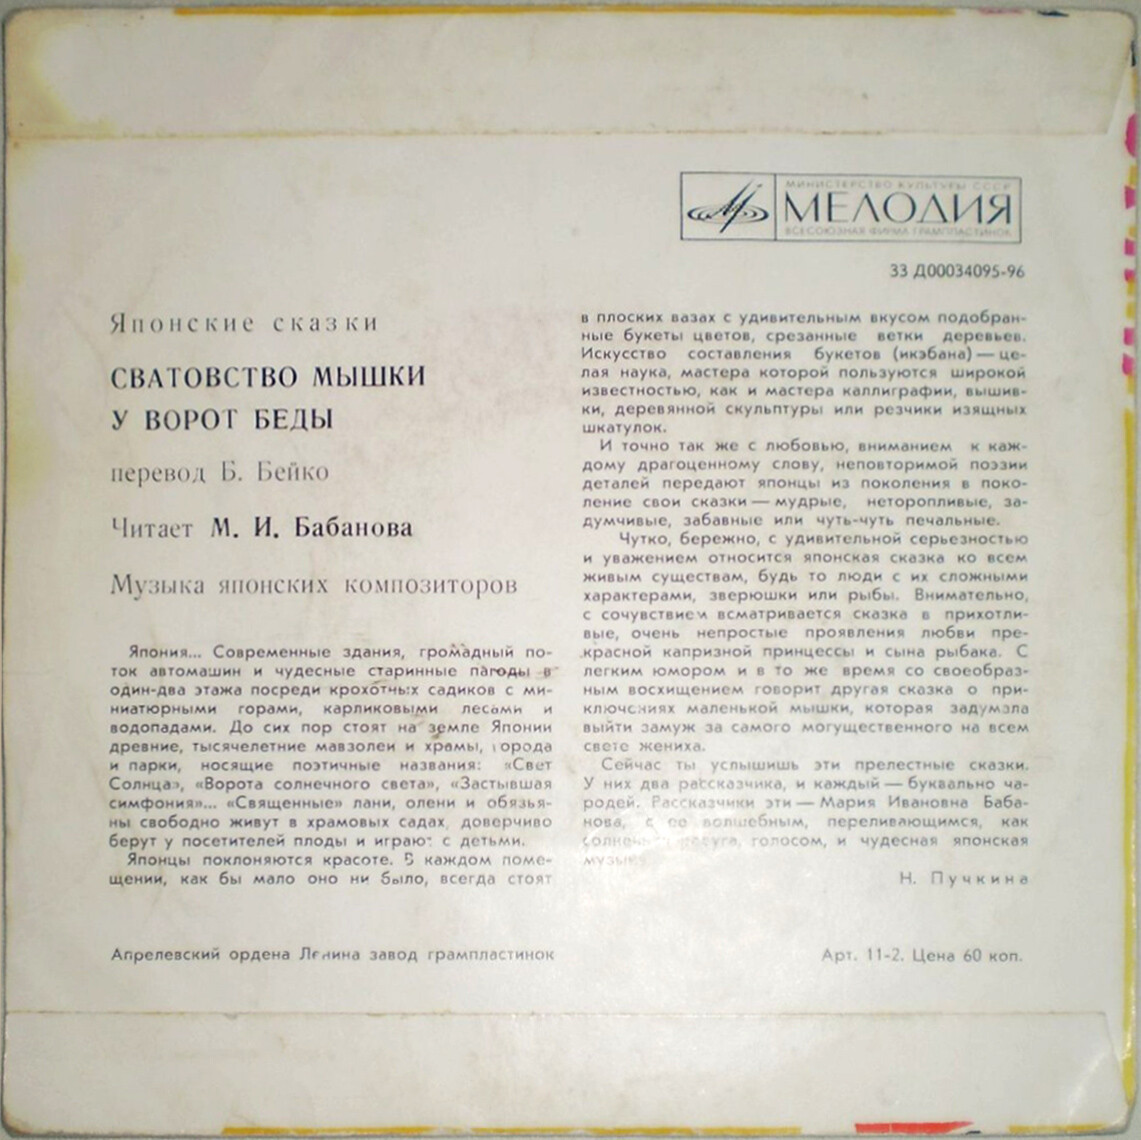 МИНИСТЕРСТВО КУЛЬТУРЫ СССР
МЕЛОДИЯ
ВСЕСОЮЗНАЯ ФИРМА ГРАМПЛАСТИНОК
33 Д00034095-96
Японские сказки
СВАТОВСТВО МЫШКИ
У ВОРОТ БЕДЫ
перевод Б. Бейко
Читает М. И. Бабанова
Музыка японских композиторов
Япония... Современные здания, громадный по-
ток автомашин и чудесные старинные пагоды в
один-два этажа посреди крохотных садиков с ми-
ниатюрными горами, карликовыми лесами и
водопадами. До сих пор стоят на земле Японии
древние, тысячелетние мавзолеи и храмы, города
и парки, носящие поэтичные названия: «Свет
Солнца», «Ворота солнечного света», «Застывшая
симфония»... «Священные» лани, олени и обезья-
ны свободно живут в храмовых садах, доверчиво
берут у посетителей плоды и играют с детьми.
Японцы поклоняются красоте. В каждом поме-
щении, как бы мало оно ни было, всегда стоят
в плоских вазах с удивительным вкусом подобран-
ные букеты цветов, срезанные ветки деревьев.
Искусство составления букетов (икэбана) — це-
лая наука, мастера которой пользуются широкой
известностью, как и мастера каллиграфии, вышив-
ки, деревянной скульптуры или резчики изящных
шкатулок.
И точно так же с любовью, вниманием к каж-
дому драгоценному слову, неповторимой поэзии
деталей передают японцы из поколения в поко-
ление свои сказки — мудрые, неторопливые, за-
думчивые, забавные или чуть-чуть печальные.
Чутко, бережно, с удивительной серьезностью
и уважением относится японская сказка ко всем
живым существам, будь то люди с их сложными
характерами, зверюшки или рыбы. Внимательно,
с сочувствием всматривается сказка в прихотли-
вые, очень непростые проявления любви пре-
красной капризной принцессы и сына рыбака. С
легким юмором и в то же время со своеобраз-
ным восхищением говорит другая сказка о при-
ключениях маленькой мышки, которая задумала
выйти замуж за самого могущественного на всем
свете жениха.
Сейчас ты услышишь эти прелестные сказки.
У них два рассказчика, и каждый — буквально ча-
родей. Рассказчики эти — Мария Ивановна Баба-
нова, с ее волшебным, переливающимся, как
голосом, и чудесная японская
музыка
Н. Пучкина
Апрелевский ордена Ленина завод грампластинок
Арт. 11-2. Цена 60 коп.